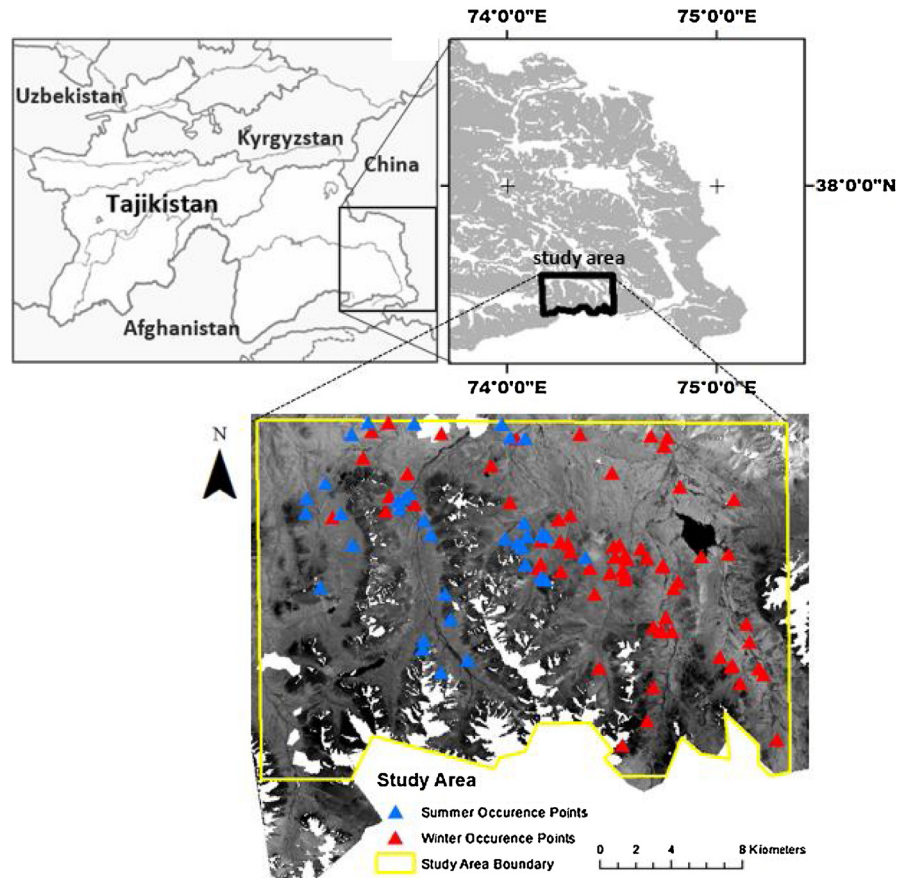 74°0'0"E 75°0'0"E
Uzbekistan
Kyrgyzstan
China
Tajikistan
38°0'0"N
study area
Afghanistan
74°0'0"E 75°0'0"E
N
Study Area
Summer Occurence Points
Winter Occurence Points
Study Area Boundary
0 2 4 8 Kiometers